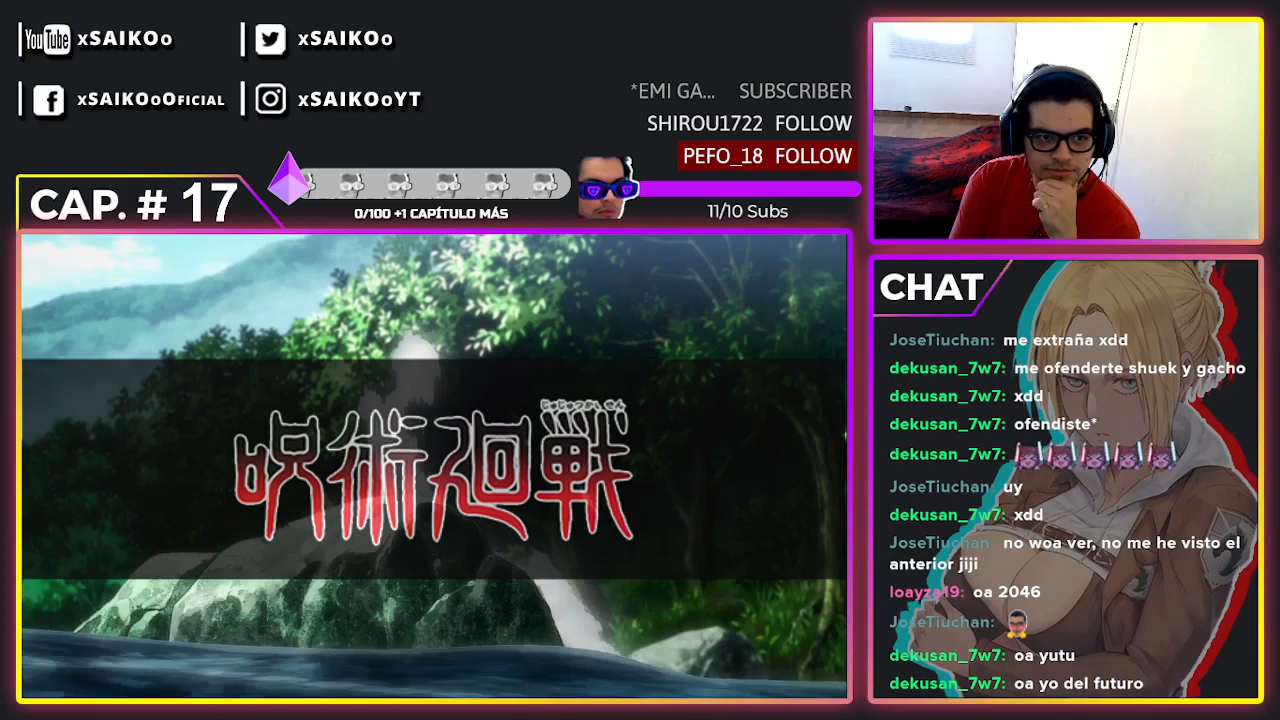 YouTube xSAIKOo
xSAIKOo
xSAIKOoOficial
xSAIKOoYT
*EMI GA... SUBSCRIBER
SHIROU1722 FOLLOW
PEFO_18 FOLLOW
CAP. # 17
0/100 +1 CAPÍTULO MÁS
11/10 Subs
呪術廻戦
CHAT
JoseTiuchan: me extraña xdd
dekusan_7w7: me ofenderte shuek y gacho
dekusan_7w7: xdd
dekusan_7w7: ofendiste*
dekusan_7w7:
JoseTiuchan: uy
dekusan_7w7: xdd
JoseTiuchan: no woa ver, no me he visto el
anterior jiji
loayza19: oa 2046
JoseTiuchan:
dekusan_7w7: oa yutu
dekusan_7w7: oa yo del futuro